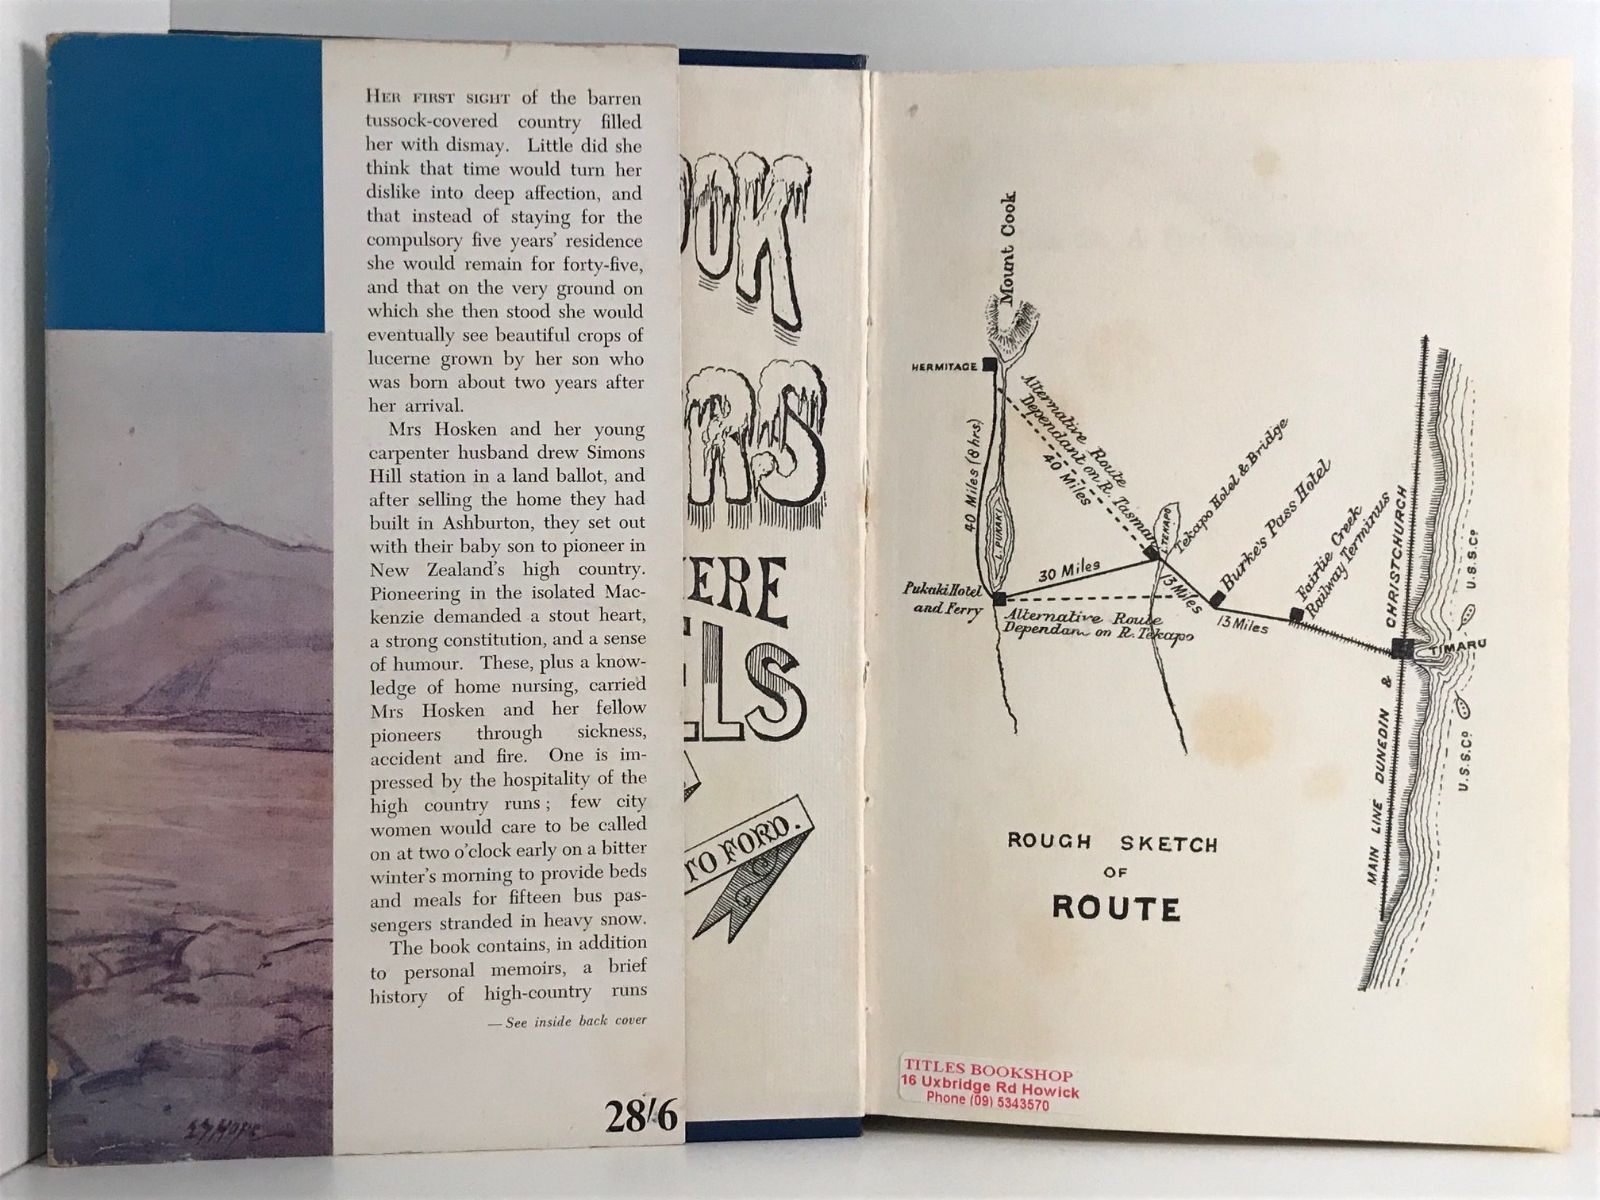 HER FIRST SIGHT of the barren
tussock-covered country filled
her with dismay. Little did she
think that time would turn her
dislike into deep affection, and
that instead of staying for the
compulsory five years' residence
she would remain for forty-five,
and that on the very ground on
which she then stood she would
eventually see beautiful crops of
lucerne grown by her son who
was born about two years after
her arrival.
Mrs Hosken and her young
carpenter husband drew Simons
Hill station in a land ballot, and
after selling the home they had
built in Ashburton, they set out
with their baby son to pioneer in
New Zealand's high country.
Pioneering in the isolated Mac-
kenzie demanded a stout heart,
a strong constitution, and a sense
of humour. These, plus a know-
ledge of home nursing, carried
Mrs Hosken and her fellow
pioneers through sickness,
accident and fire. One is im-
pressed by the hospitality of the
high country runs; few city
women would care to be called
on at two o'clock early on a bitter
winter's morning to provide beds
and meals for fifteen bus pas-
sengers stranded in heavy snow.
The book contains, in addition
to personal memoirs, a brief
history of high-country runs
— See inside back cover
28/6
OOK
RS
ERE
LLS
TO FORD.
Mount Cook
HERMITAGE
Alternative Route
Dependant on R. Tasman
40 Miles
40 Miles (8 hrs)
L. PUKAKI
L. TEKAPO
Tekapo Hotel & Bridge
Burke's Pass Hotel
Fairlie Creek
Railway Terminus
30 Miles
Pukaki Hotel
and Ferry
Alternative Route
Dependan on R. Tekapo
13 Miles
13 Miles
TIMARU
MAIN LINE DUNEDIN & CHRISTCHURCH
U.S.S.Co
U.S.S.Co
ROUGH SKETCH
OF
ROUTE
TITLES BOOKSHOP
16 Uxbridge Rd Howick
Phone (09) 5343570